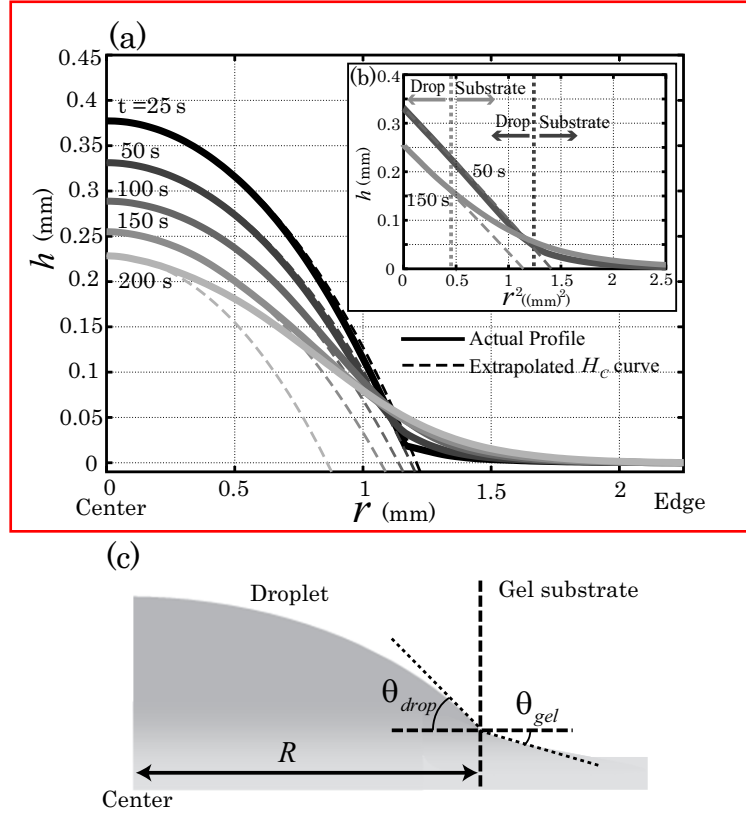 (a)
0.45
0.4
0.35
0.3
0.25
0.2
0.15
0.1
0.05
0
h (mm)
t =25 s
50 s
100 s
150 s
200 s
0
0.5
1
1.5
2
Center
r (mm)
Edge
(b)
0.4
0.3
0.2
0.1
0
h (mm)
Drop Substrate
Drop Substrate
50 s
150 s
0 0.5 1 1.5 2 2.5
r²((mm)²)
Actual Profile
Extrapolated H_C curve
(c)
Droplet
Gel substrate
θ_drop
θ_gel
R
Center